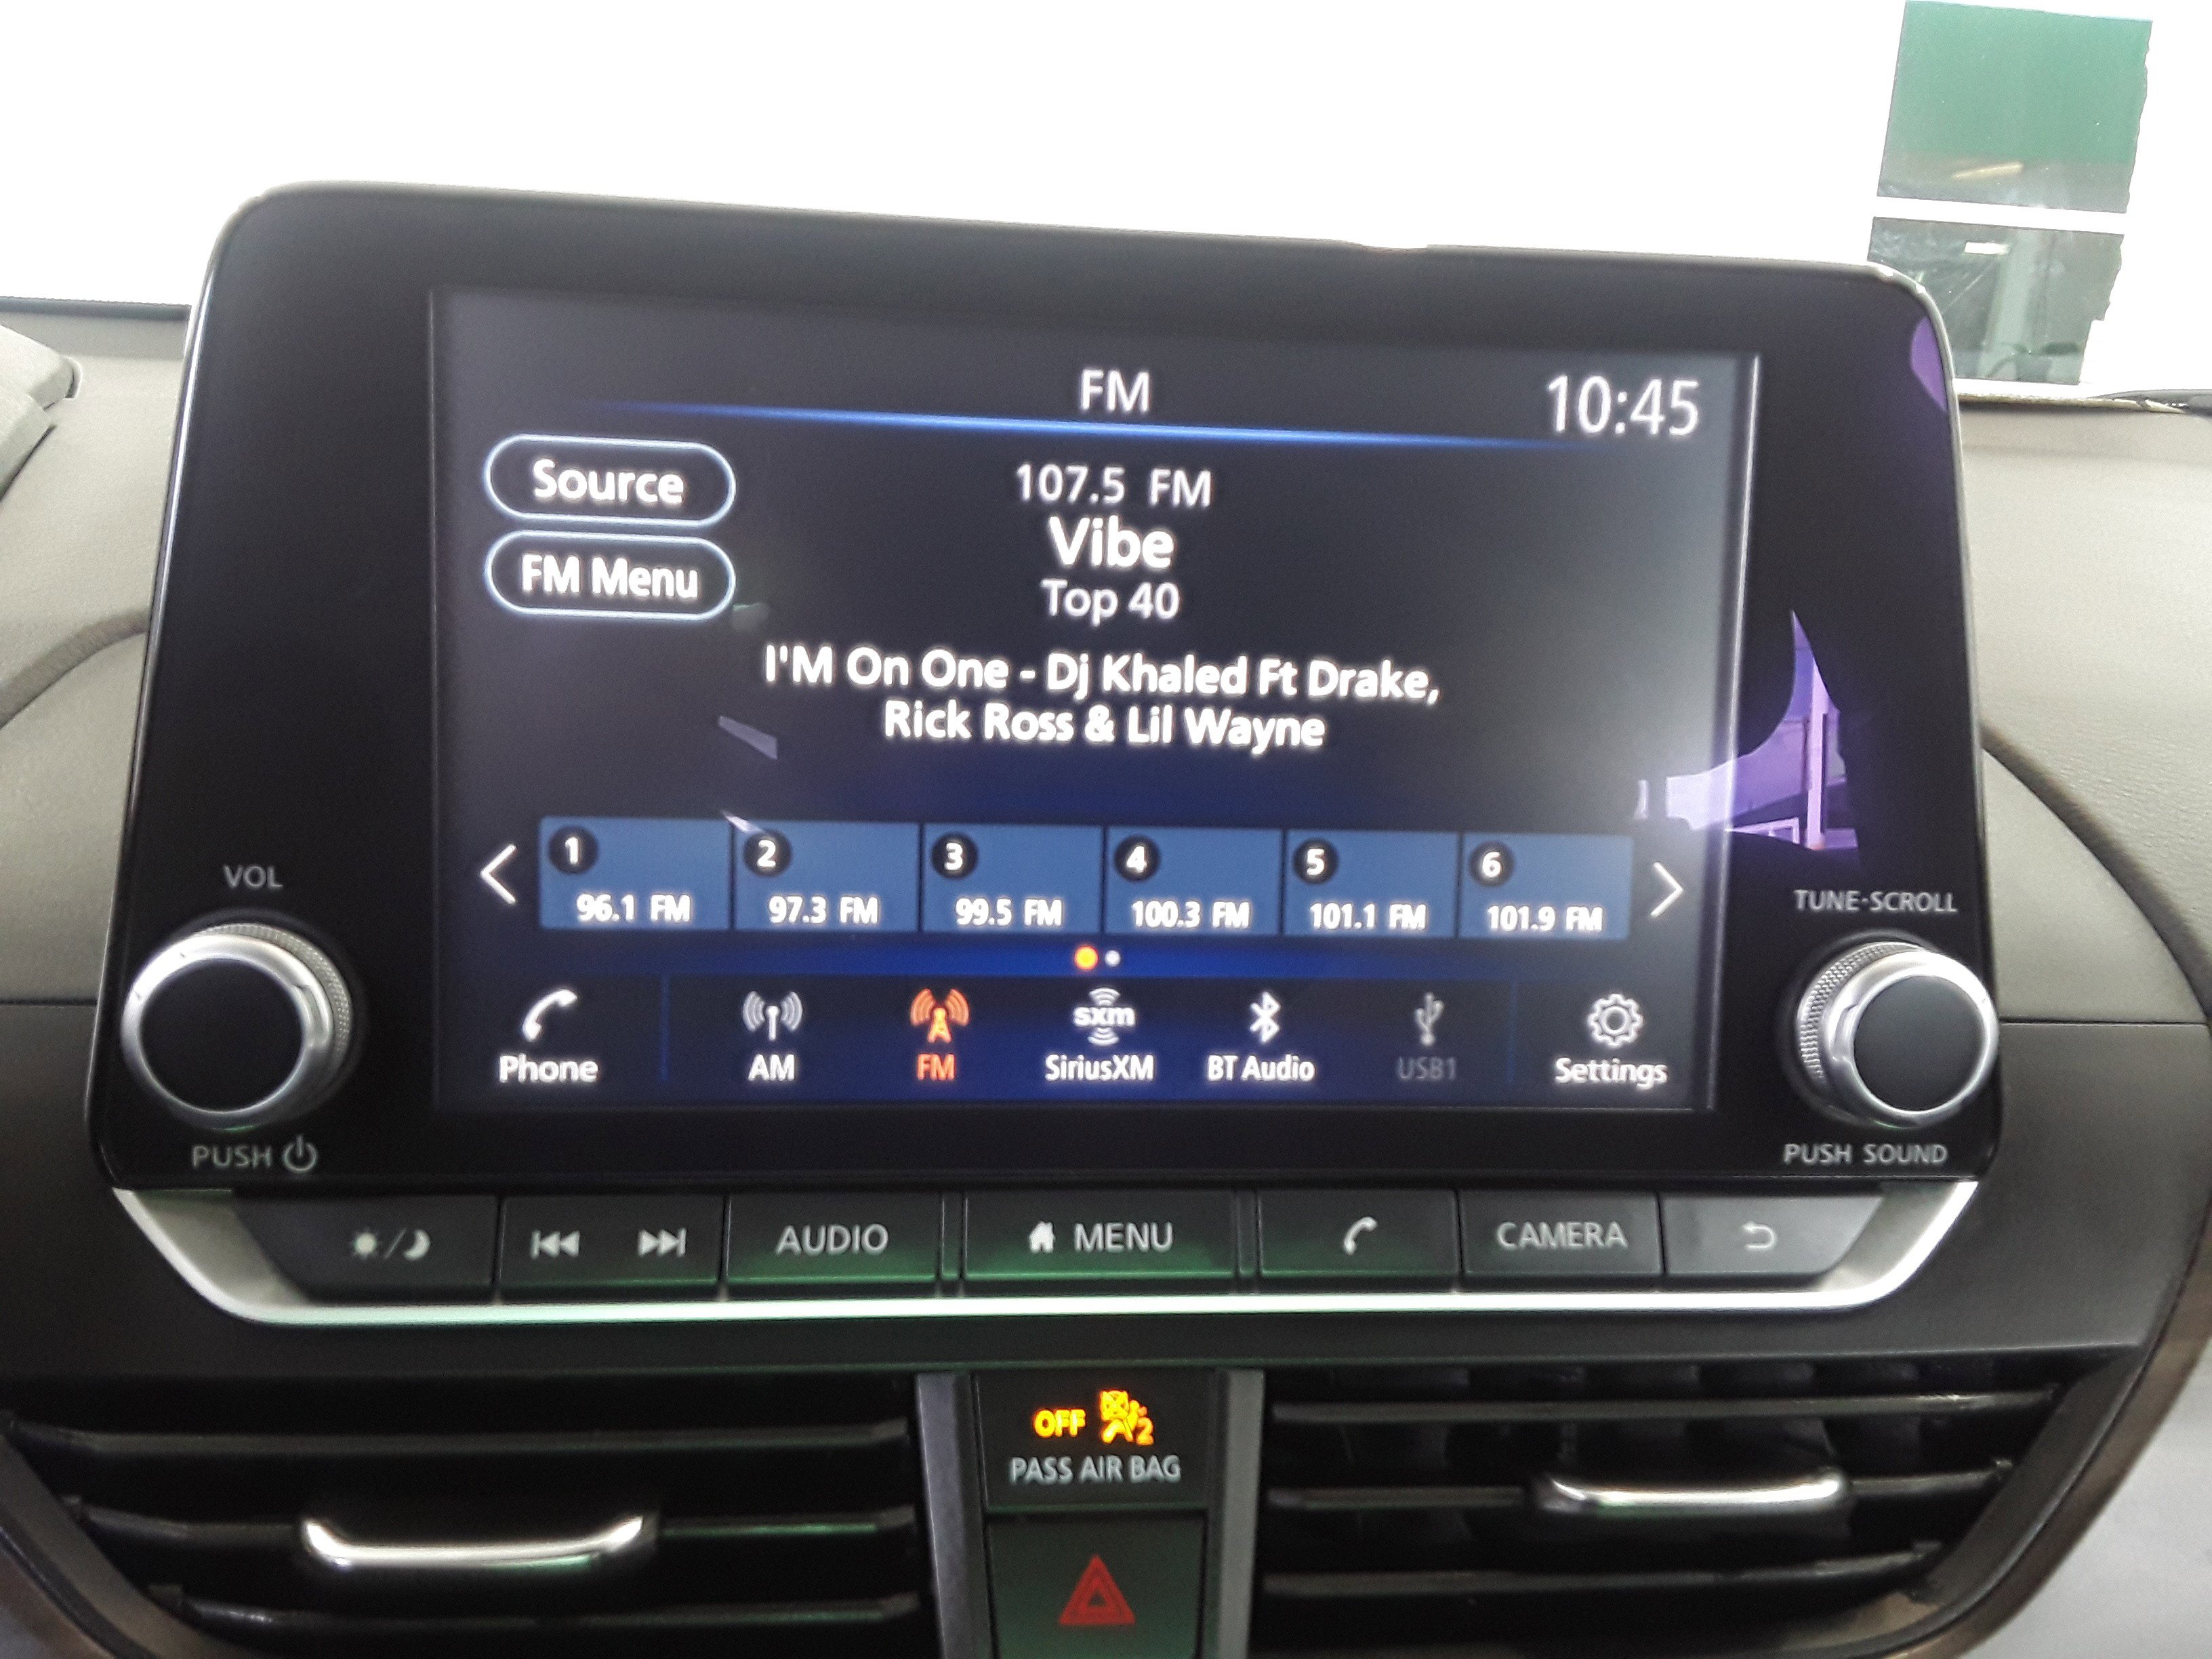 FM
10:45
Source
107.5 FM
Vibe
FM Menu
Top 40
I'M On One - Dj Khaled Ft Drake,
Rick Ross & Lil Wayne
1 2 3 4 5 6
96.1 FM 97.3 FM 99.5 FM 100.3 FM 101.1 FM 101.9 FM
VOL
TUNE·SCROLL
sxm
Phone AM FM SiriusXM BT Audio USB1 Settings
PUSH
PUSH SOUND
AUDIO MENU CAMERA
OFF 2
PASS AIR BAG